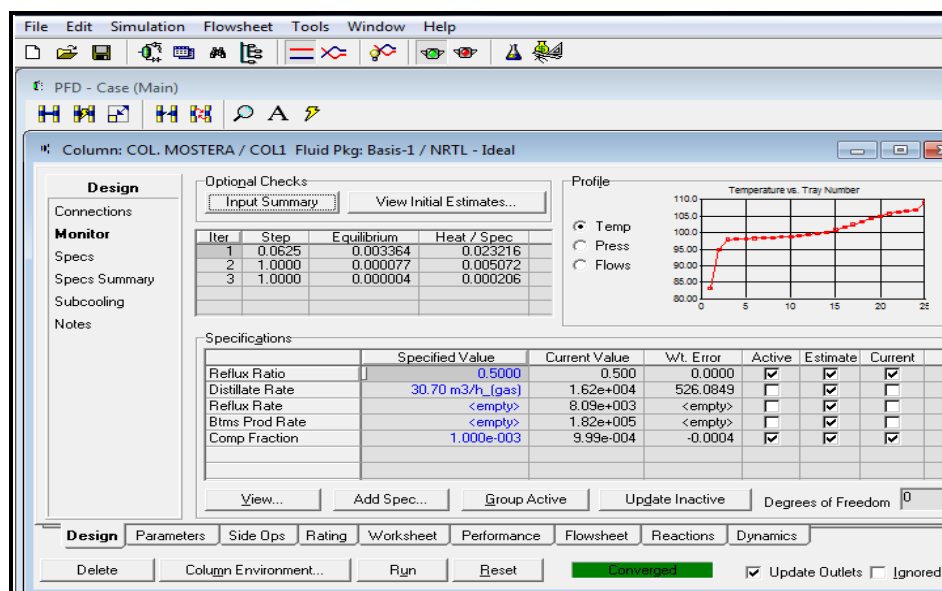 File Edit Simulation Flowsheet Tools Window Help
PFD - Case (Main)
A
Column: COL. MOSTERA / COL1 Fluid Pkg: Basis-1 / NRTL - Ideal
Design
Connections
Monitor
Specs
Specs Summary
Subcooling
Notes
Optional Checks
Input Summary View Initial Estimates...
Iter Step Equilibrium Heat / Spec
1 0.0625 0.003364 0.023216
2 1.0000 0.000077 0.005072
3 1.0000 0.000004 0.000206
Profile
Temp
Press
Flows
Temperature vs. Tray Number
110.0
105.0
100.0
95.00
90.00
85.00
80.00
0 5 10 15 20 25
Specifications
Specified Value Current Value Wt. Error Active Estimate Current
Reflux Ratio 0.5000 0.500 0.0000
Distillate Rate 30.70 m3/h_(gas) 1.62e+004 526.0849
Reflux Rate <empty> 8.09e+003 <empty>
Btms Prod Rate <empty> 1.82e+005 <empty>
Comp Fraction 1.000e-003 9.99e-004 -0.0004
View... Add Spec... Group Active Update Inactive Degrees of Freedom 0
Design Parameters Side Ops Rating Worksheet Performance Flowsheet Reactions Dynamics
Delete Column Environment... Run Reset Converged Update Outlets Ignored